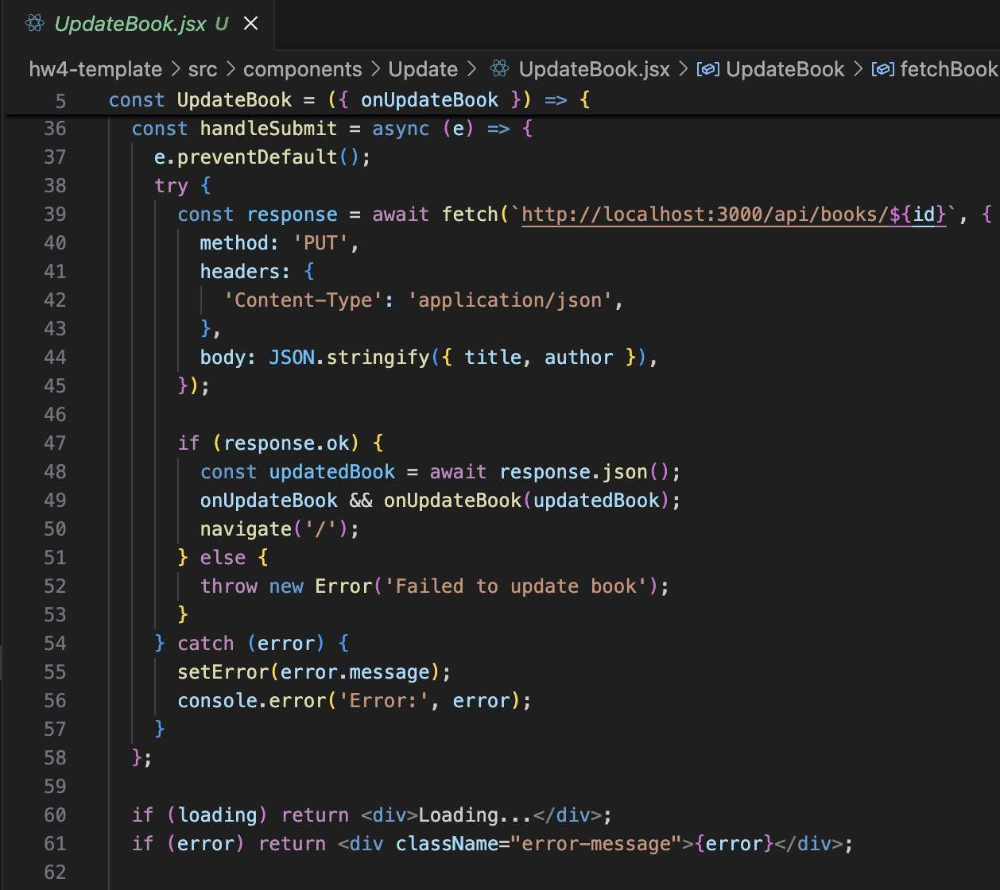 UpdateBook.jsx U ×
hw4-template > src > components > Update > UpdateBook.jsx > UpdateBook > fetchBook
5 const UpdateBook = ({ onUpdateBook }) => {
36 const handleSubmit = async (e) => {
37 e.preventDefault();
38 try {
39 const response = await fetch(`http://localhost:3000/api/books/${id}`, {
40 method: 'PUT',
41 headers: {
42 'Content-Type': 'application/json',
43 },
44 body: JSON.stringify({ title, author }),
45 });
46
47 if (response.ok) {
48 const updatedBook = await response.json();
49 onUpdateBook && onUpdateBook(updatedBook);
50 navigate('/');
51 } else {
52 throw new Error('Failed to update book');
53 }
54 } catch (error) {
55 setError(error.message);
56 console.error('Error:', error);
57 }
58 };
59
60 if (loading) return <div>Loading...</div>;
61 if (error) return <div className="error-message">{error}</div>;
62